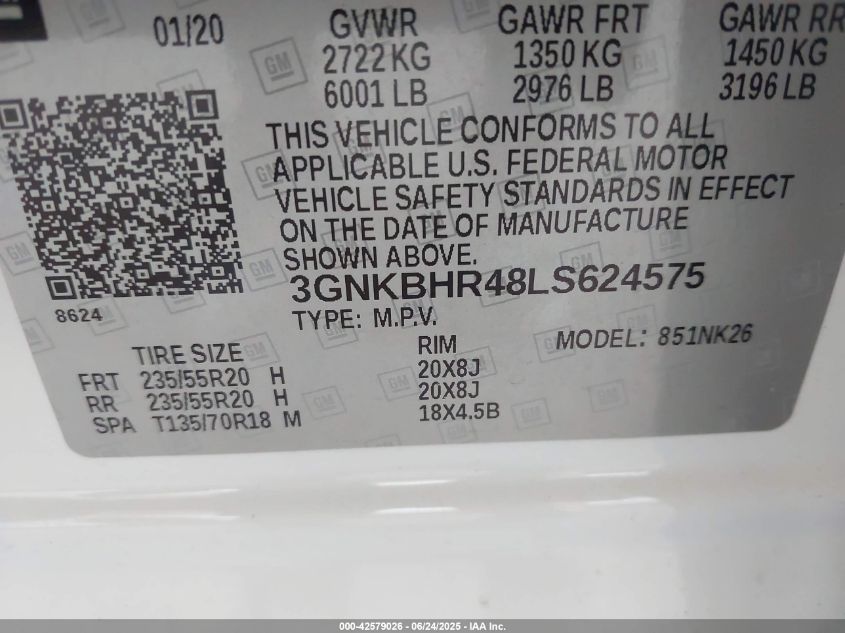 01/20 GVWR GAWR FRT GAWR RR
2722 KG 1350 KG 1450 KG
6001 LB 2976 LB 3196 LB
THIS VEHICLE CONFORMS TO ALL
APPLICABLE U.S. FEDERAL MOTOR
VEHICLE SAFETY STANDARDS IN EFFECT
ON THE DATE OF MANUFACTURE
SHOWN ABOVE.
3GNKBHR48LS624575
8624
TYPE: M.P.V.
MODEL: 851NK26
TIRE SIZE RIM
FRT 235/55R20 H 20X8J
RR 235/55R20 H 20X8J
SPA T135/70R18 M 18X4.5B
000-42579026 - 06/24/2025 - IAA Inc.